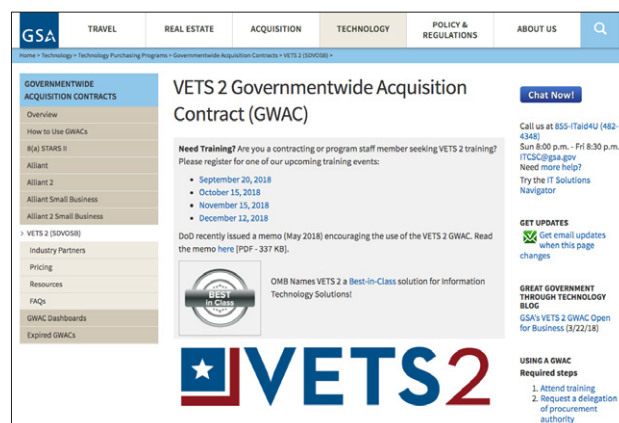 GSA
TRAVEL
REAL ESTATE
ACQUISITION
TECHNOLOGY
POLICY &
REGULATIONS
ABOUT US
Home > Technology > Technology Purchasing Programs > Governmentwide Acquisition Contracts > VETS 2 (SDVOSB) >
GOVERNMENTWIDE
ACQUISITION CONTRACTS
Overview
How to Use GWACs
8(a) STARS II
Alliant
Alliant 2
Alliant Small Business
Alliant 2 Small Business
> VETS 2 (SDVOSB)
Industry Partners
Pricing
Resources
FAQs
GWAC Dashboards
Expired GWACs
VETS 2 Governmentwide Acquisition
Contract (GWAC)
Need Training? Are you a contracting or program staff member seeking VETS 2 training?
Please register for one of our upcoming training events:
• September 20, 2018
• October 15, 2018
• November 15, 2018
• December 12, 2018
DoD recently issued a memo (May 2018) encouraging the use of the VETS 2 GWAC. Read
the memo here [PDF - 337 KB].
BEST
in Class
OMB Names VETS 2 a Best-in-Class solution for Information
Technology Solutions!
VETS2
Chat Now!
Call us at 855-ITaid4U (482-
4348)
Sun 8:00 p.m. - Fri 8:30 p.m.
ITCSC@gsa.gov
Need more help?
Try the IT Solutions
Navigator
GET UPDATES
Get email updates
when this page
changes
GREAT GOVERNMENT
THROUGH TECHNOLOGY
BLOG
GSA's VETS 2 GWAC Open
for Business (3/22/18)
USING A GWAC
Required steps
1. Attend training
2. Request a delegation
of procurement
authority